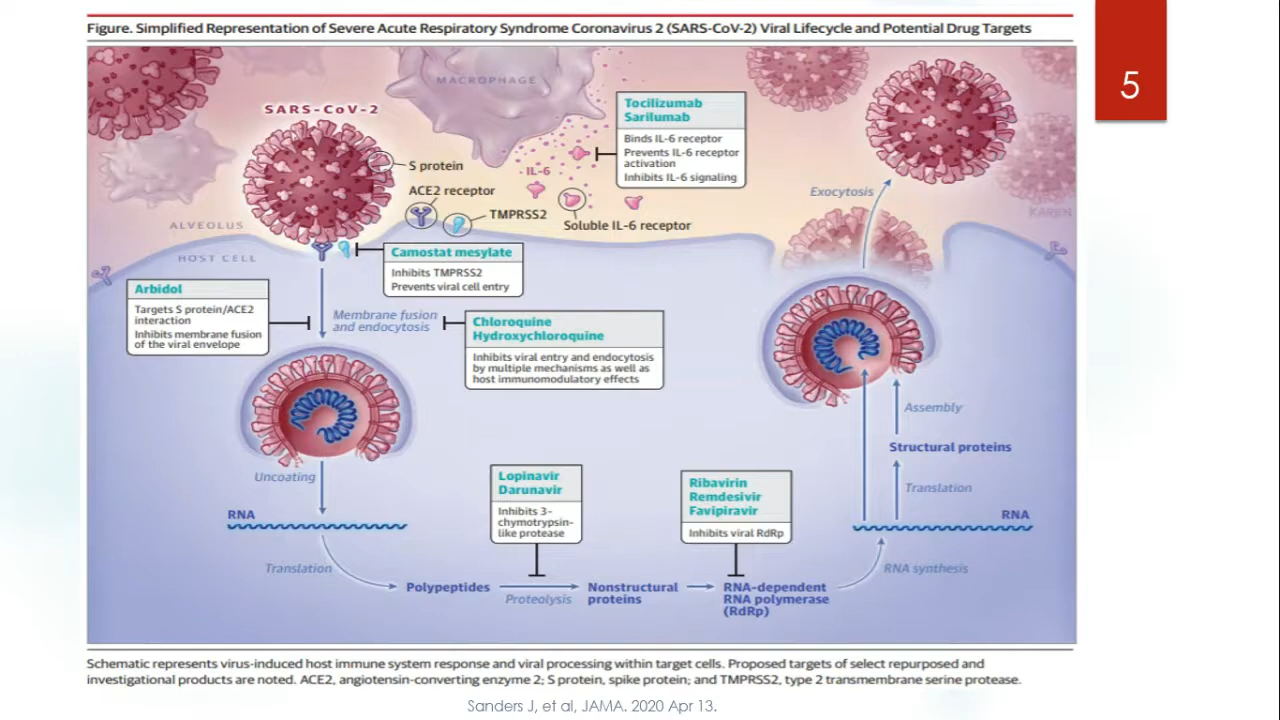 Figure. Simplified Representation of Severe Acute Respiratory Syndrome Coronavirus 2 (SARS-CoV-2) Viral Lifecycle and Potential Drug Targets
5
MACROPHAGE
SARS-CoV-2
Tocilizumab
Sarilumab
Binds IL-6 receptor
Prevents IL-6 receptor
activation
Inhibits IL-6 signaling
S protein
IL-6
ACE2 receptor
TMPRSS2
Soluble IL-6 receptor
Exocytosis
KAREN
ALVEOLUS
HOST CELL
Camostat mesylate
Inhibits TMPRSS2
Prevents viral cell entry
Arbidol
Targets S protein/ACE2
interaction
Inhibits membrane fusion
of the viral envelope
Membrane fusion
and endocytosis
Chloroquine
Hydroxychloroquine
Inhibits viral entry and endocytosis
by multiple mechanisms as well as
host immunomodulatory effects
Uncoating
RNA
Translation
Polypeptides
Lopinavir
Darunavir
Inhibits 3-
chymotrypsin-
like protease
Proteolysis
Nonstructural
proteins
Ribavirin
Remdesivir
Favipiravir
Inhibits viral RdRp
RNA-dependent
RNA polymerase
(RdRp)
RNA synthesis
RNA
Translation
Structural proteins
Assembly
Schematic represents virus-induced host immune system response and viral processing within target cells. Proposed targets of select repurposed and
investigational products are noted. ACE2, angiotensin-converting enzyme 2; S protein, spike protein; and TMPRSS2, type 2 transmembrane serine protease.
Sanders J, et al, JAMA. 2020 Apr 13.